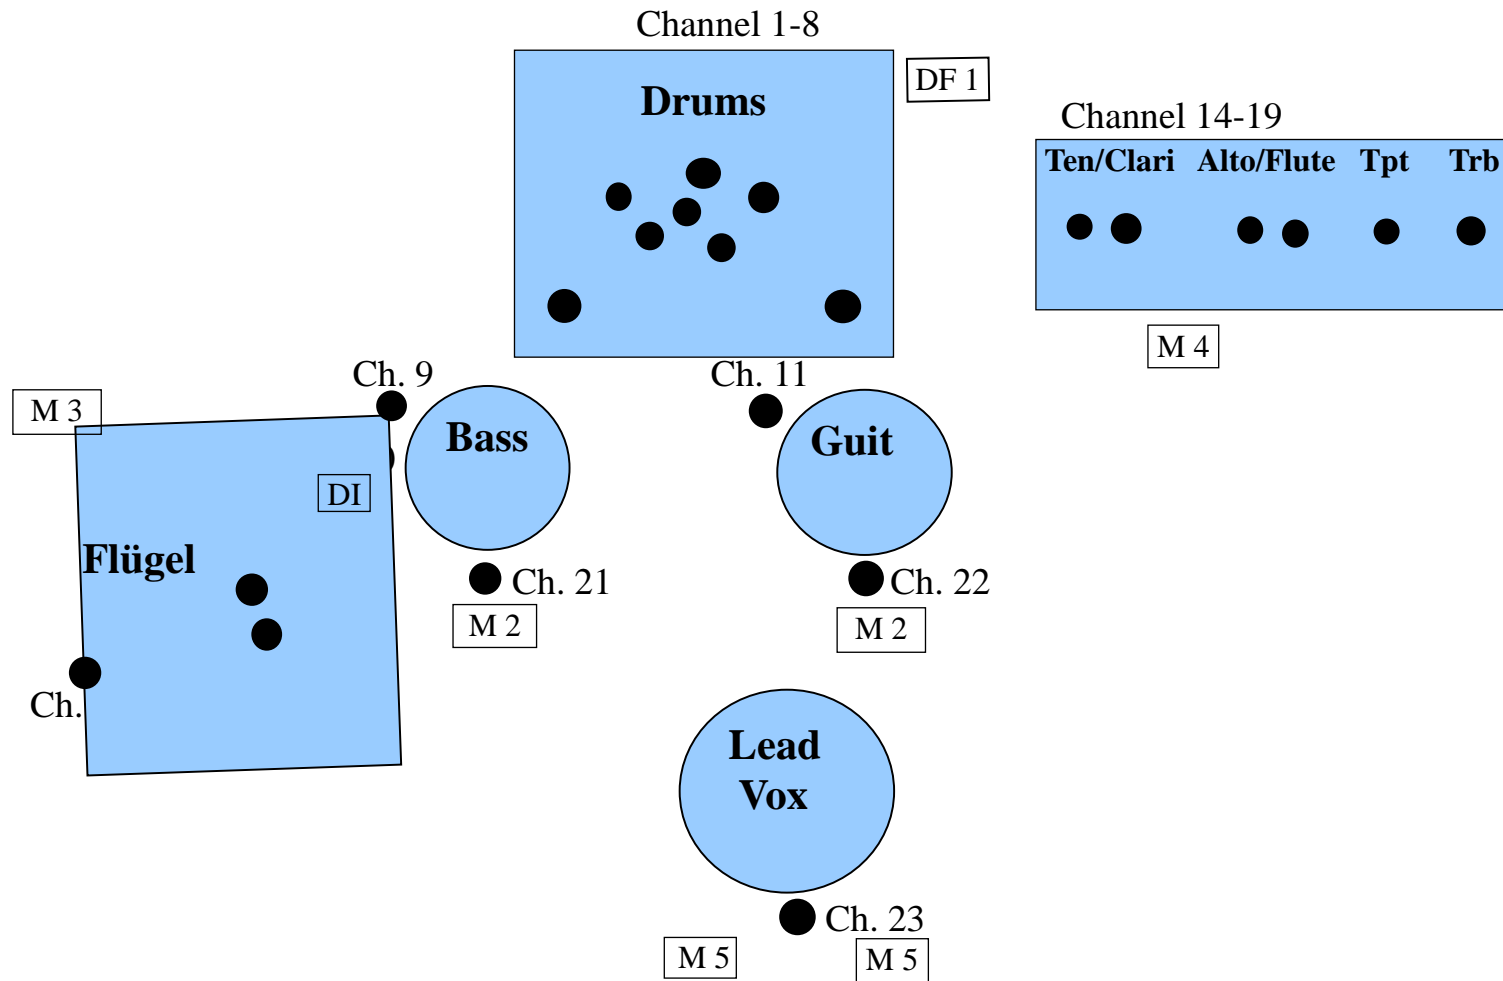 Channel 1-8
Drums
DF 1
Channel 14-19
Ten/Clari Alto/Flute Tpt Trb
M 4
Ch. 9
Ch. 11
M 3
Bass
Guit
DI
Flügel
Ch. 21
Ch. 22
M 2
M 2
Ch.
Lead
Vox
Ch. 23
M 5
M 5